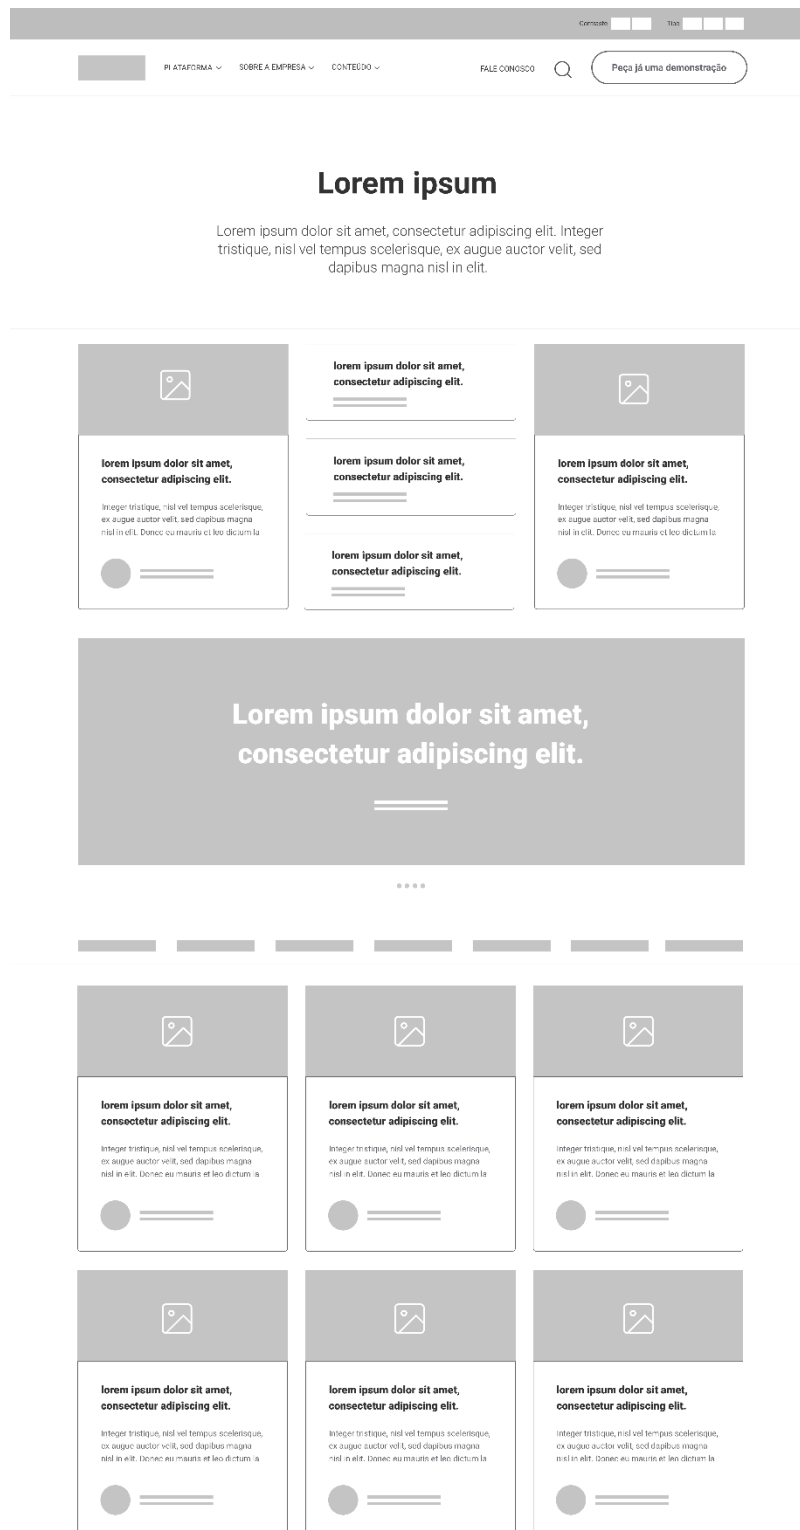 Contraste
Tipo
PLATAFORMA
SOBRE A EMPRESA
CONTEÚDO
FALE CONOSCO
Peça já uma demonstração
Lorem ipsum
Lorem ipsum dolor sit amet, consectetur adipiscing elit. Integer
tristique, nisl vel tempus scelerisque, ex augue auctor velit, sed
dapibus magna nisl in elit.
lorem ipsum dolor sit amet,
consectetur adipiscing elit.
Integer tristique, nisl vel tempus scelerisque,
ex augue auctor velit, sed dapibus magna
nisl in elit. Donec eu mauris et leo dictum la
lorem ipsum dolor sit amet,
consectetur adipiscing elit.
lorem ipsum dolor sit amet,
consectetur adipiscing elit.
lorem ipsum dolor sit amet,
consectetur adipiscing elit.
lorem ipsum dolor sit amet,
consectetur adipiscing elit.
Integer tristique, nisl vel tempus scelerisque,
ex augue auctor velit, sed dapibus magna
nisl in elit. Donec eu mauris et leo dictum la
Lorem ipsum dolor sit amet,
consectetur adipiscing elit.
lorem ipsum dolor sit amet,
consectetur adipiscing elit.
Integer tristique, nisl vel tempus scelerisque,
ex augue auctor velit, sed dapibus magna
nisl in elit. Donec eu mauris et leo dictum la
lorem ipsum dolor sit amet,
consectetur adipiscing elit.
Integer tristique, nisl vel tempus scelerisque,
ex augue auctor velit, sed dapibus magna
nisl in elit. Donec eu mauris et leo dictum la
lorem ipsum dolor sit amet,
consectetur adipiscing elit.
Integer tristique, nisl vel tempus scelerisque,
ex augue auctor velit, sed dapibus magna
nisl in elit. Donec eu mauris et leo dictum la
lorem ipsum dolor sit amet,
consectetur adipiscing elit.
Integer tristique, nisl vel tempus scelerisque,
ex augue auctor velit, sed dapibus magna
nisl in elit. Donec eu mauris et leo dictum la
lorem ipsum dolor sit amet,
consectetur adipiscing elit.
Integer tristique, nisl vel tempus scelerisque,
ex augue auctor velit, sed dapibus magna
nisl in elit. Donec eu mauris et leo dictum la
lorem ipsum dolor sit amet,
consectetur adipiscing elit.
Integer tristique, nisl vel tempus scelerisque,
ex augue auctor velit, sed dapibus magna
nisl in elit. Donec eu mauris et leo dictum la